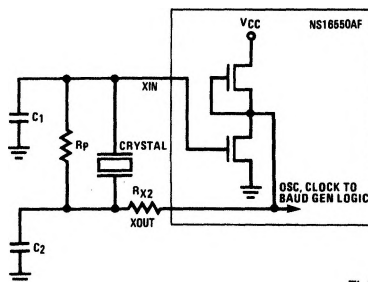 VCC
NS16550AF
XIN
C1
RP
CRYSTAL
RX2
XOUT
OSC, CLOCK TO
BAUD GEN LOGIC
C2